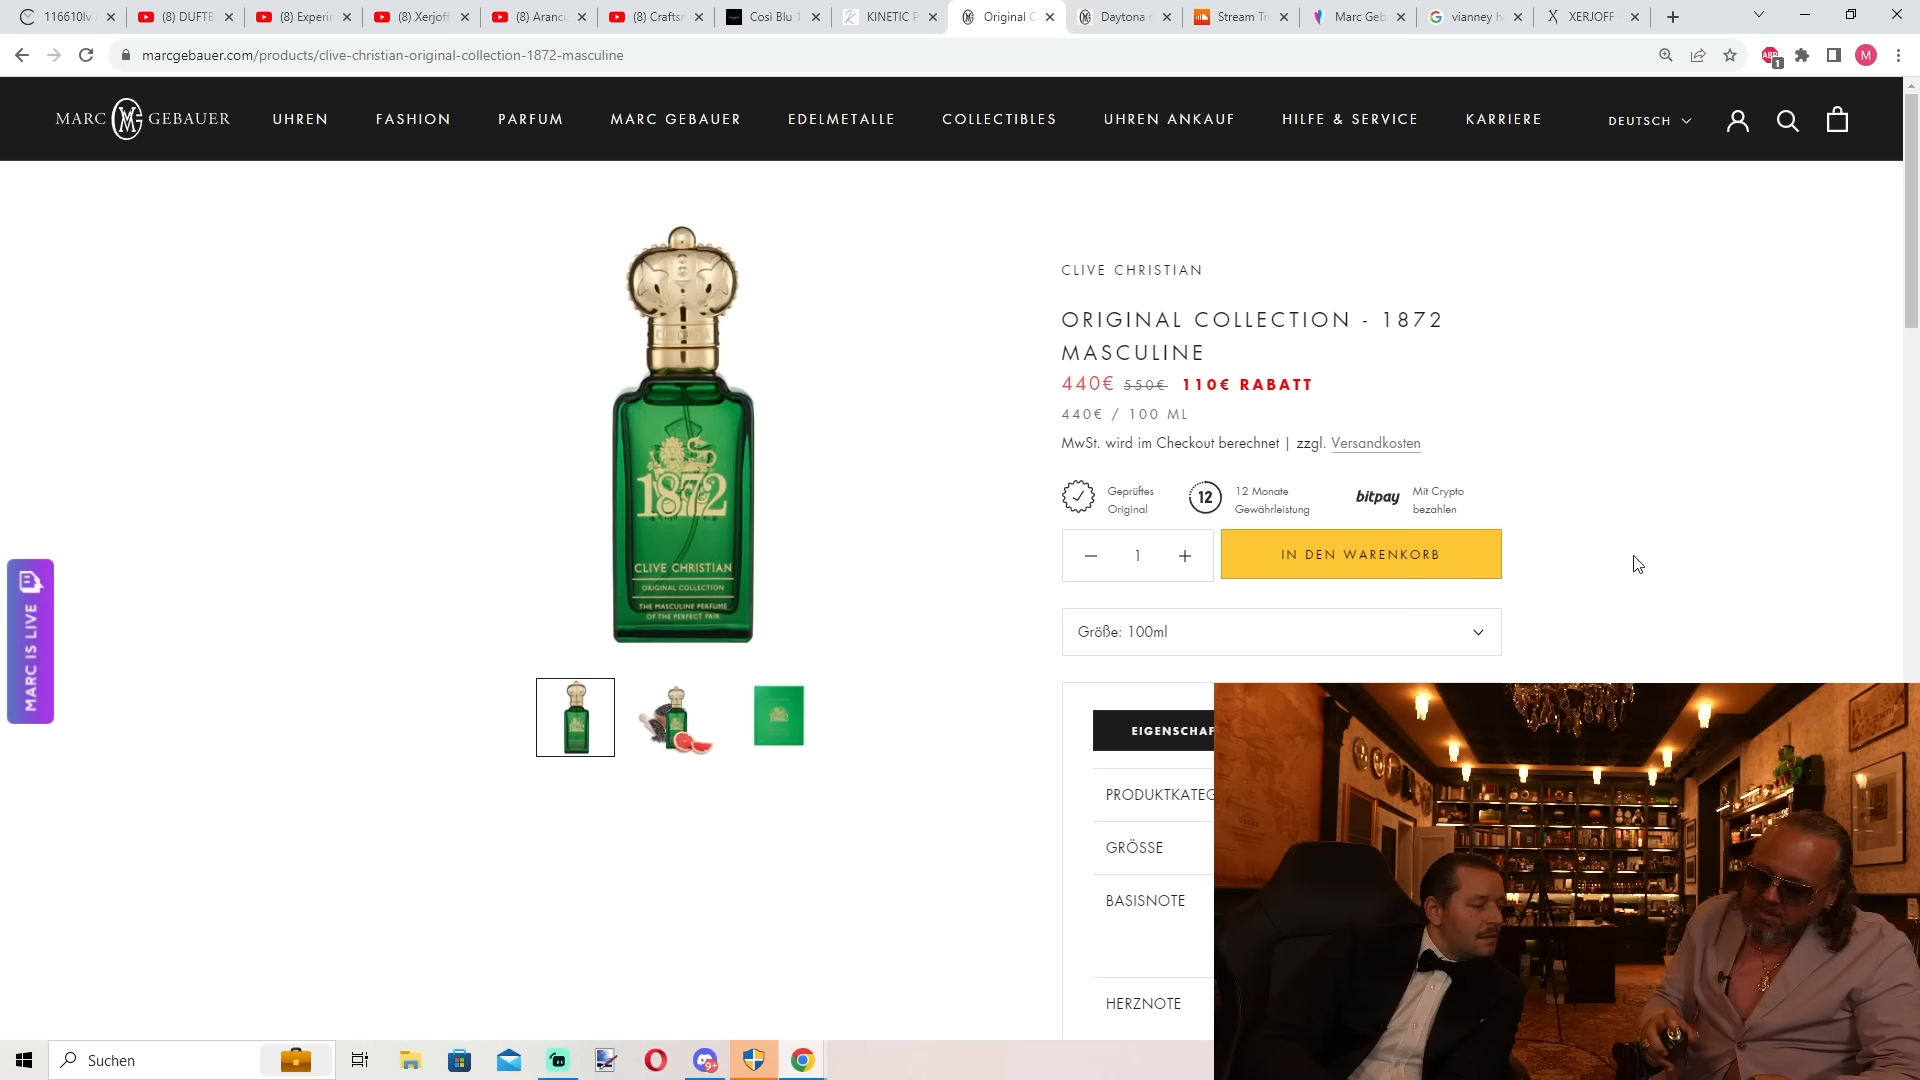 116610lv
(8) DUFTB
(8) Experi
(8) Xerjoff
(8) Aranci
(8) Crafts
Così Blu 1
KINETIC P
Original C
Daytona
Stream Tr
Marc Geb
vianney h
XERJOFF
marcgebauer.com/products/clive-christian-original-collection-1872-masculine
ABP
1
M
MARC GEBAUER
UHREN
FASHION
PARFUM
MARC GEBAUER
EDELMETALLE
COLLECTIBLES
UHREN ANKAUF
HILFE & SERVICE
KARRIERE
DEUTSCH
CLIVE CHRISTIAN
ORIGINAL COLLECTION - 1872
MASCULINE
440€ 550€ 110€ RABATT
440€ / 100 ML
MwSt. wird im Checkout berechnet | zzgl. Versandkosten
Geprüftes
Original
12
12 Monate
Gewährleistung
bitpay
Mit Crypto
bezahlen
1
IN DEN WARENKORB
Größe: 100ml
1872
CLIVE CHRISTIAN
ORIGINAL COLLECTION
THE MASCULINE PERFUME
OF THE PERFECT PAIR
MARC IS LIVE
EIGENSCHAF
PRODUKTKATEG
GRÖSSE
BASISNOTE
HERZNOTE
Suchen
9+